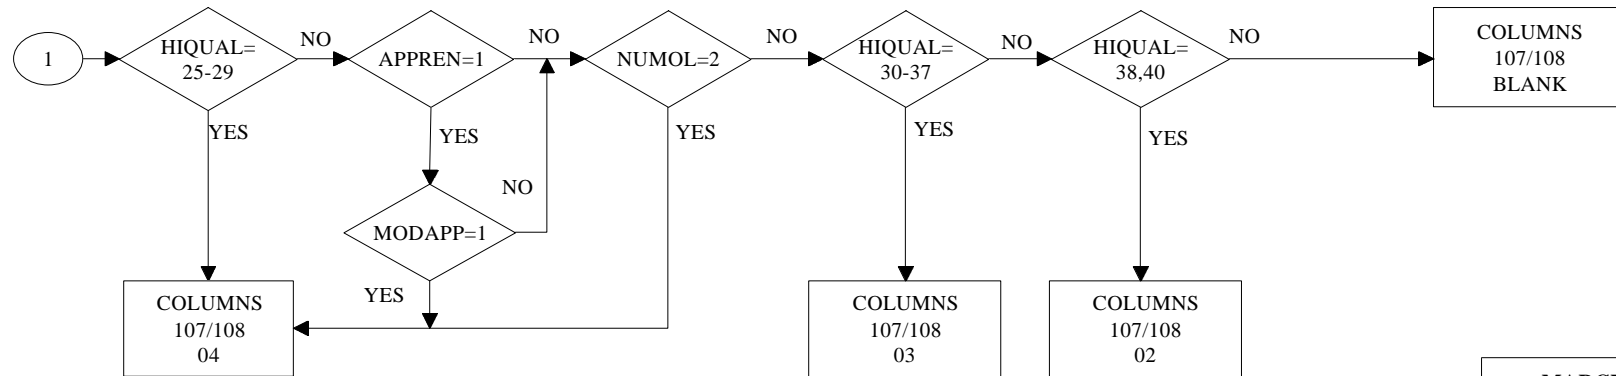 1
HIQUAL=
25-29
NO
APPREN=1
NO
NUMOL=2
NO
HIQUAL=
30-37
NO
HIQUAL=
38,40
NO
COLUMNS
107/108
BLANK
YES
YES
YES
YES
YES
NO
MODAPP=1
YES
COLUMNS
107/108
04
COLUMNS
107/108
03
COLUMNS
107/108
02